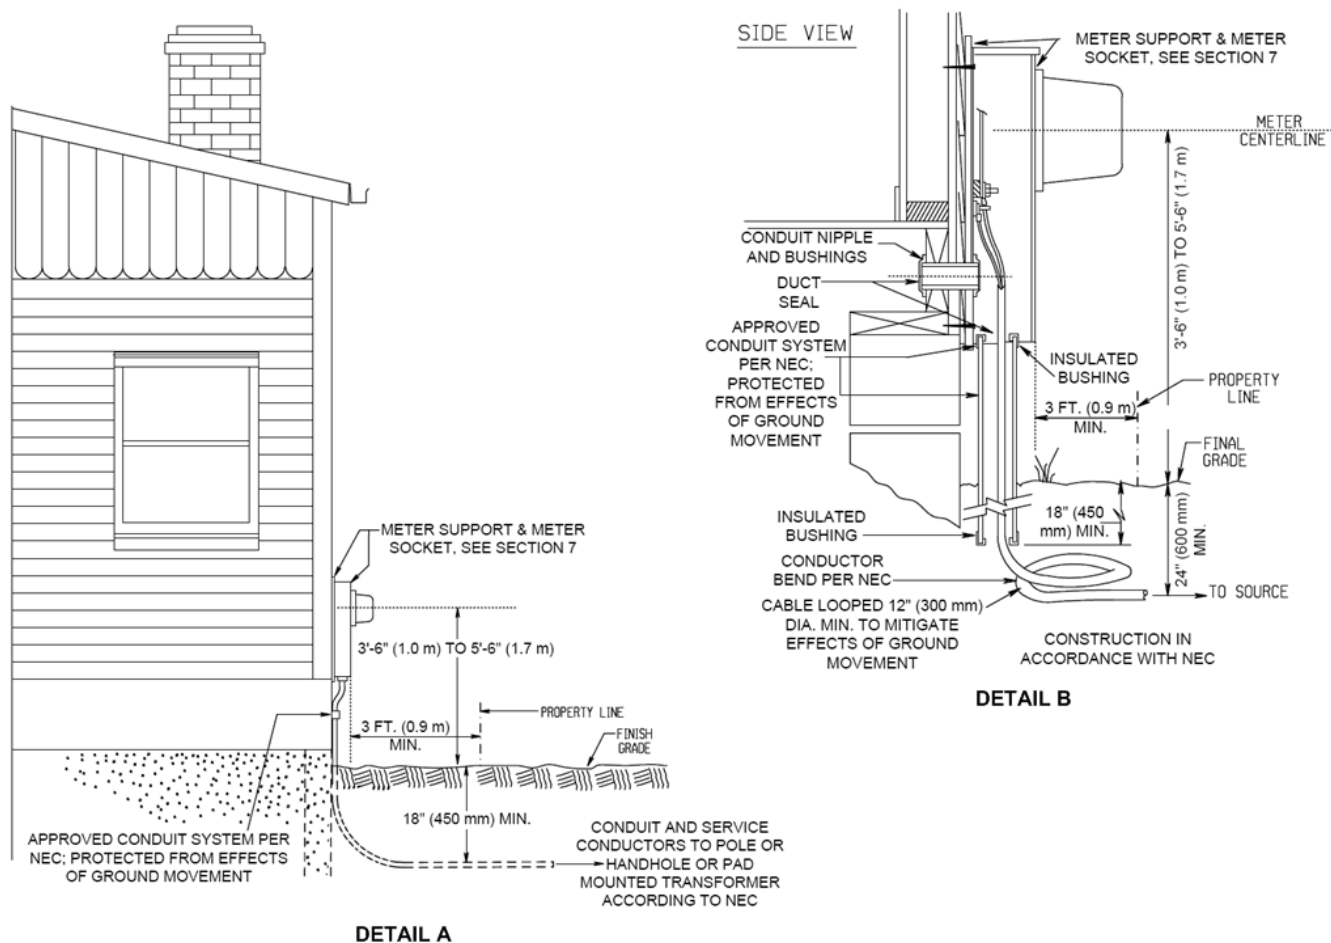 SIDE VIEW
METER SUPPORT & METER
SOCKET, SEE SECTION 7
METER
CENTERLINE
3'-6" (1.0 m) TO 5'-6" (1.7 m)
CONDUIT NIPPLE
AND BUSHINGS
DUCT
SEAL
APPROVED
CONDUIT SYSTEM
PER NEC;
PROTECTED
FROM EFFECTS
OF GROUND
MOVEMENT
INSULATED
BUSHING
PROPERTY
LINE
3 FT. (0.9 m)
MIN.
FINAL
GRADE
18" (450
mm) MIN.
24" (600 mm)
MIN.
INSULATED
BUSHING
CONDUCTOR
BEND PER NEC
CABLE LOOPED 12" (300 mm)
DIA. MIN. TO MITIGATE
EFFECTS OF GROUND
MOVEMENT
TO SOURCE
CONSTRUCTION IN
ACCORDANCE WITH NEC
DETAIL B
METER SUPPORT & METER
SOCKET, SEE SECTION 7
3'-6" (1.0 m) TO 5'-6" (1.7 m)
3 FT. (0.9 m)
MIN.
PROPERTY LINE
FINISH
GRADE
18" (450 mm) MIN.
APPROVED CONDUIT SYSTEM PER
NEC; PROTECTED FROM EFFECTS
OF GROUND MOVEMENT
CONDUIT AND SERVICE
CONDUCTORS TO POLE OR
HANDHOLE OR PAD
MOUNTED TRANSFORMER
ACCORDING TO NEC
DETAIL A